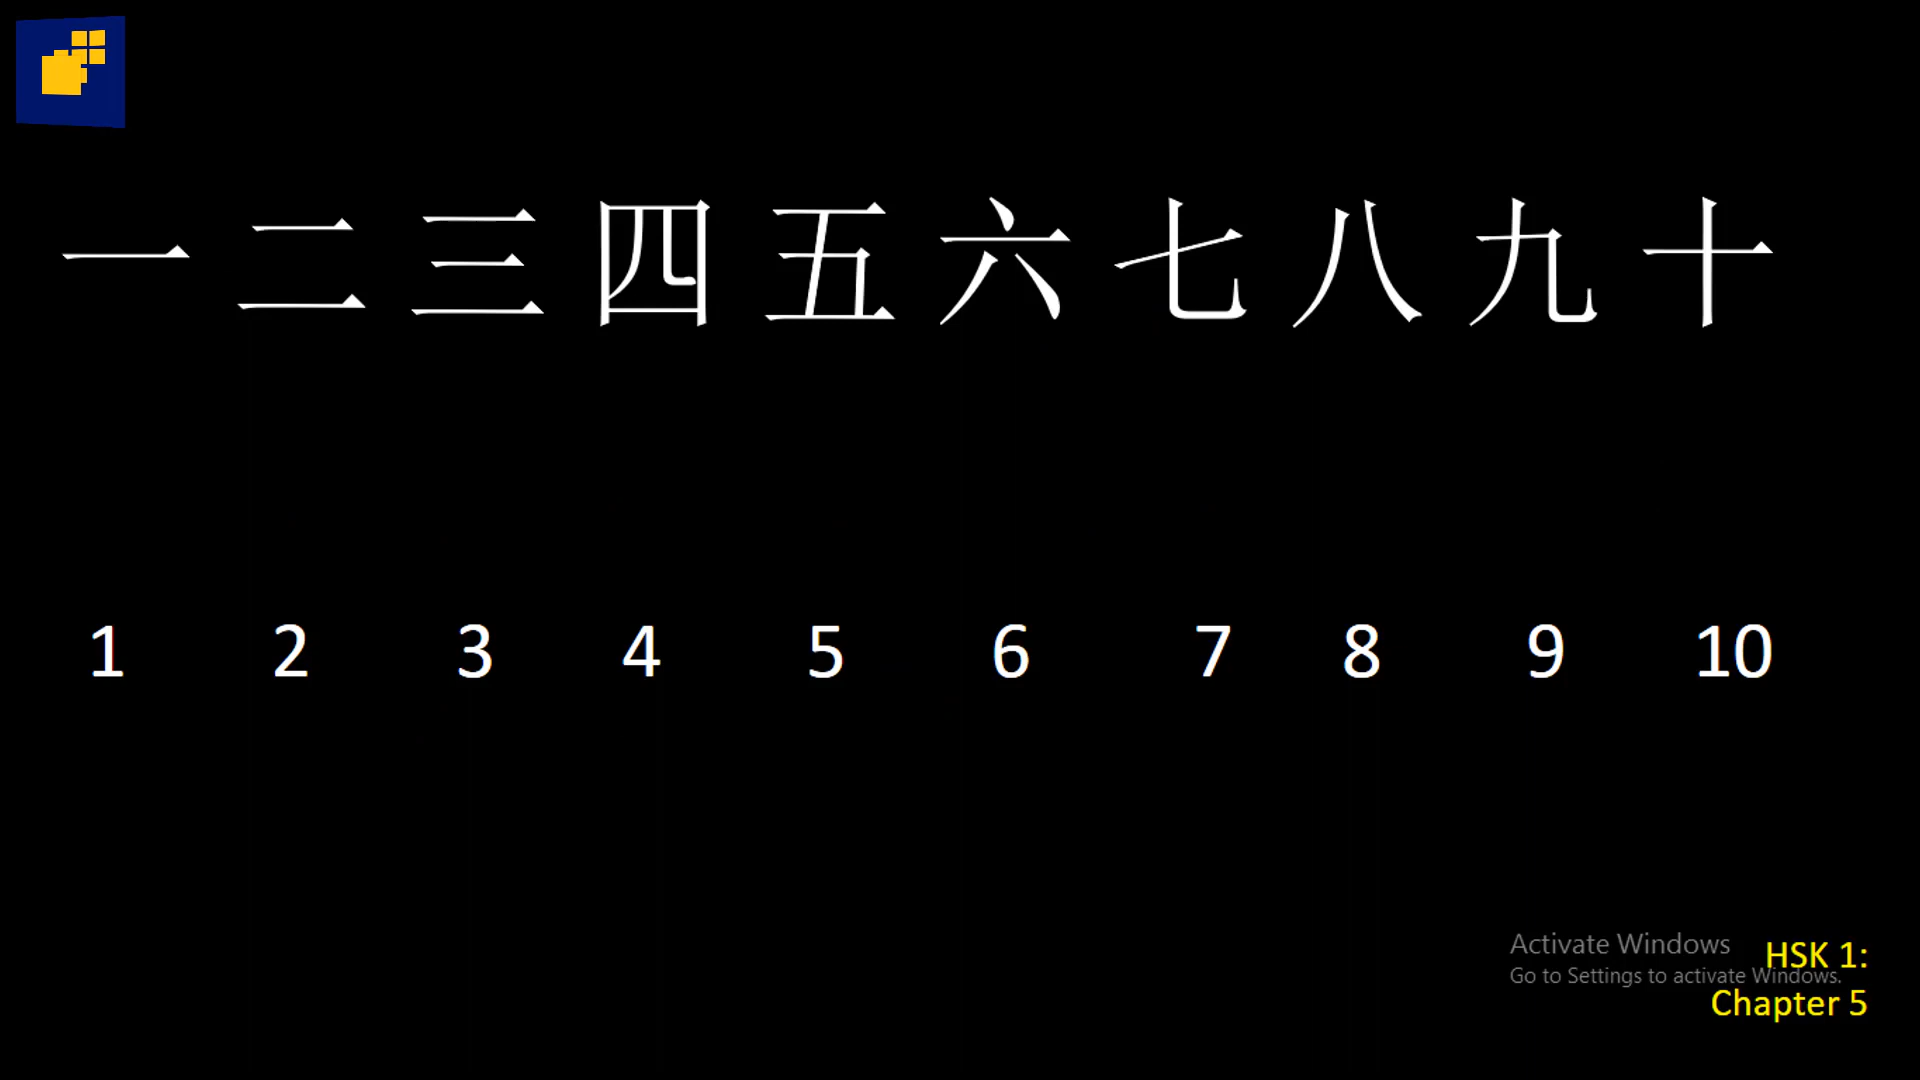 一 二 三 四 五 六 七 八 九 十
1 2 3 4 5 6 7 8 9 10
Activate Windows
Go to Settings to activate Windows.
HSK 1:
Chapter 5